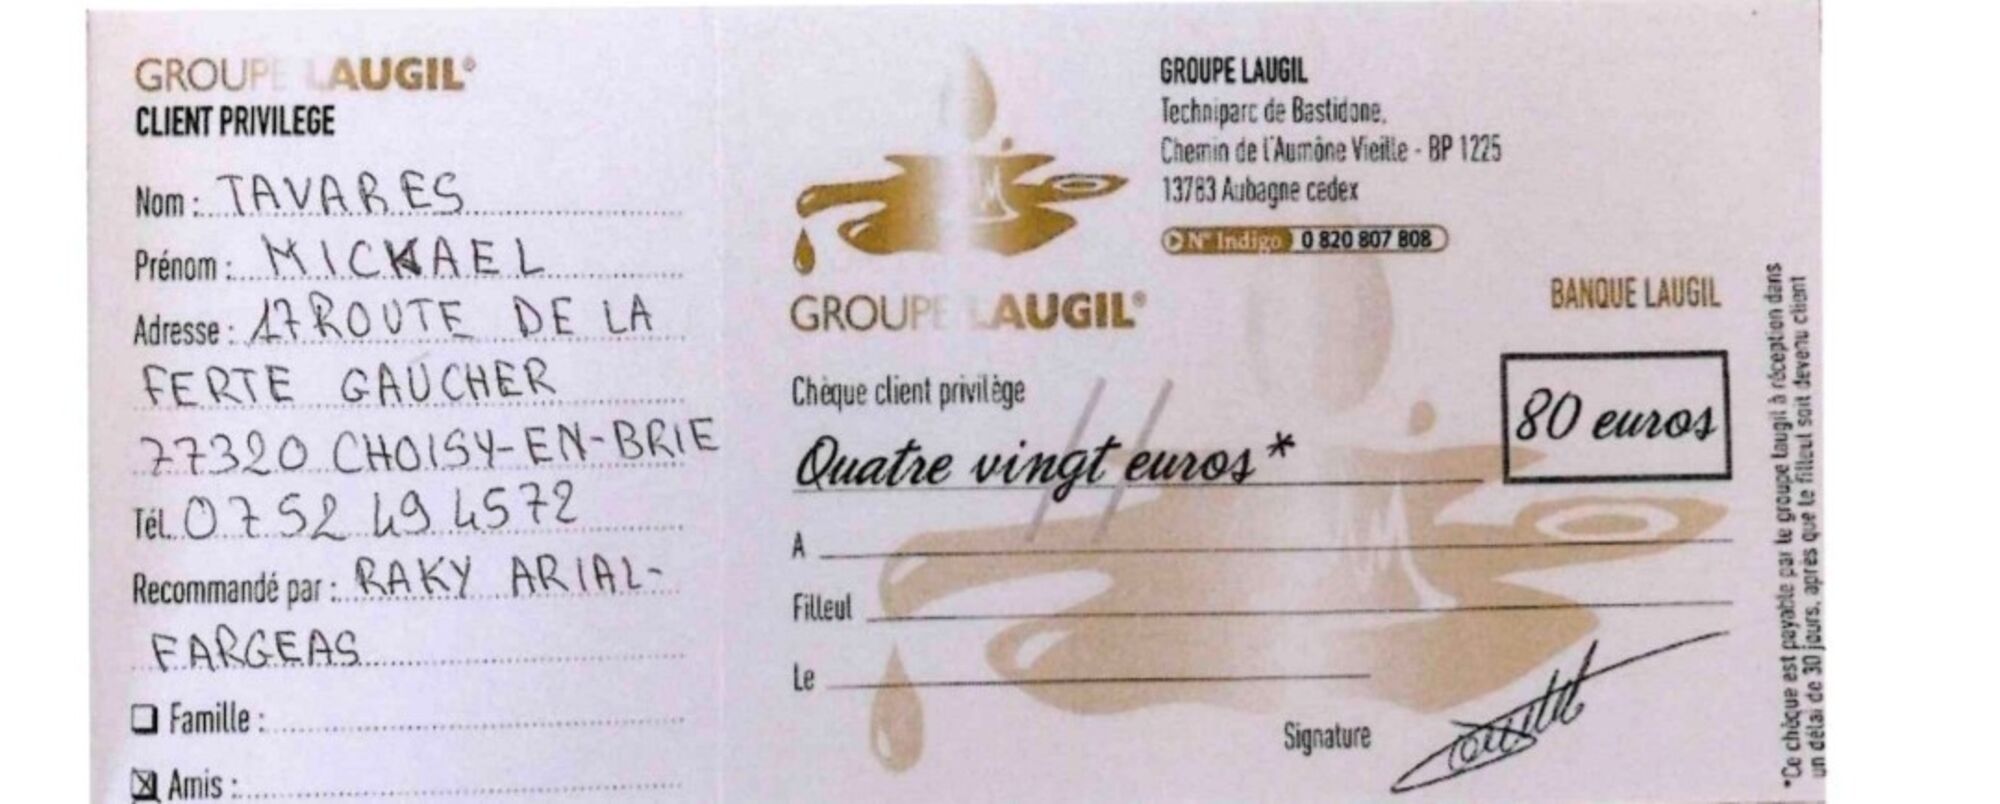 GROUPE LAUGIL®
CLIENT PRIVILEGE
Nom : TAVARES
Prénom : MICKAEL
Adresse : 17 ROUTE DE LA
FERTE GAUCHER
77320 CHOISY-EN-BRIE
Tél. 07 52 49 45 72
Recommandé par : RAKY ARIAL-
FARGEAS
Famille :
Amis :
GROUPE LAUGIL®
GROUPE LAUGIL
Techniparc de Bastidone,
Chemin de l'Aumône Vieille - BP 1225
13783 Aubagne cedex
N° Indigo 0 820 807 808
BANQUE LAUGIL
Chèque client privilège
80 euros
Quatre vingt euros*
A
Filleul
Le
Signature
*Ce chèque est payable par le groupe Laugil à réception dans
un délai de 30 jours, après que le filleul soit devenu client